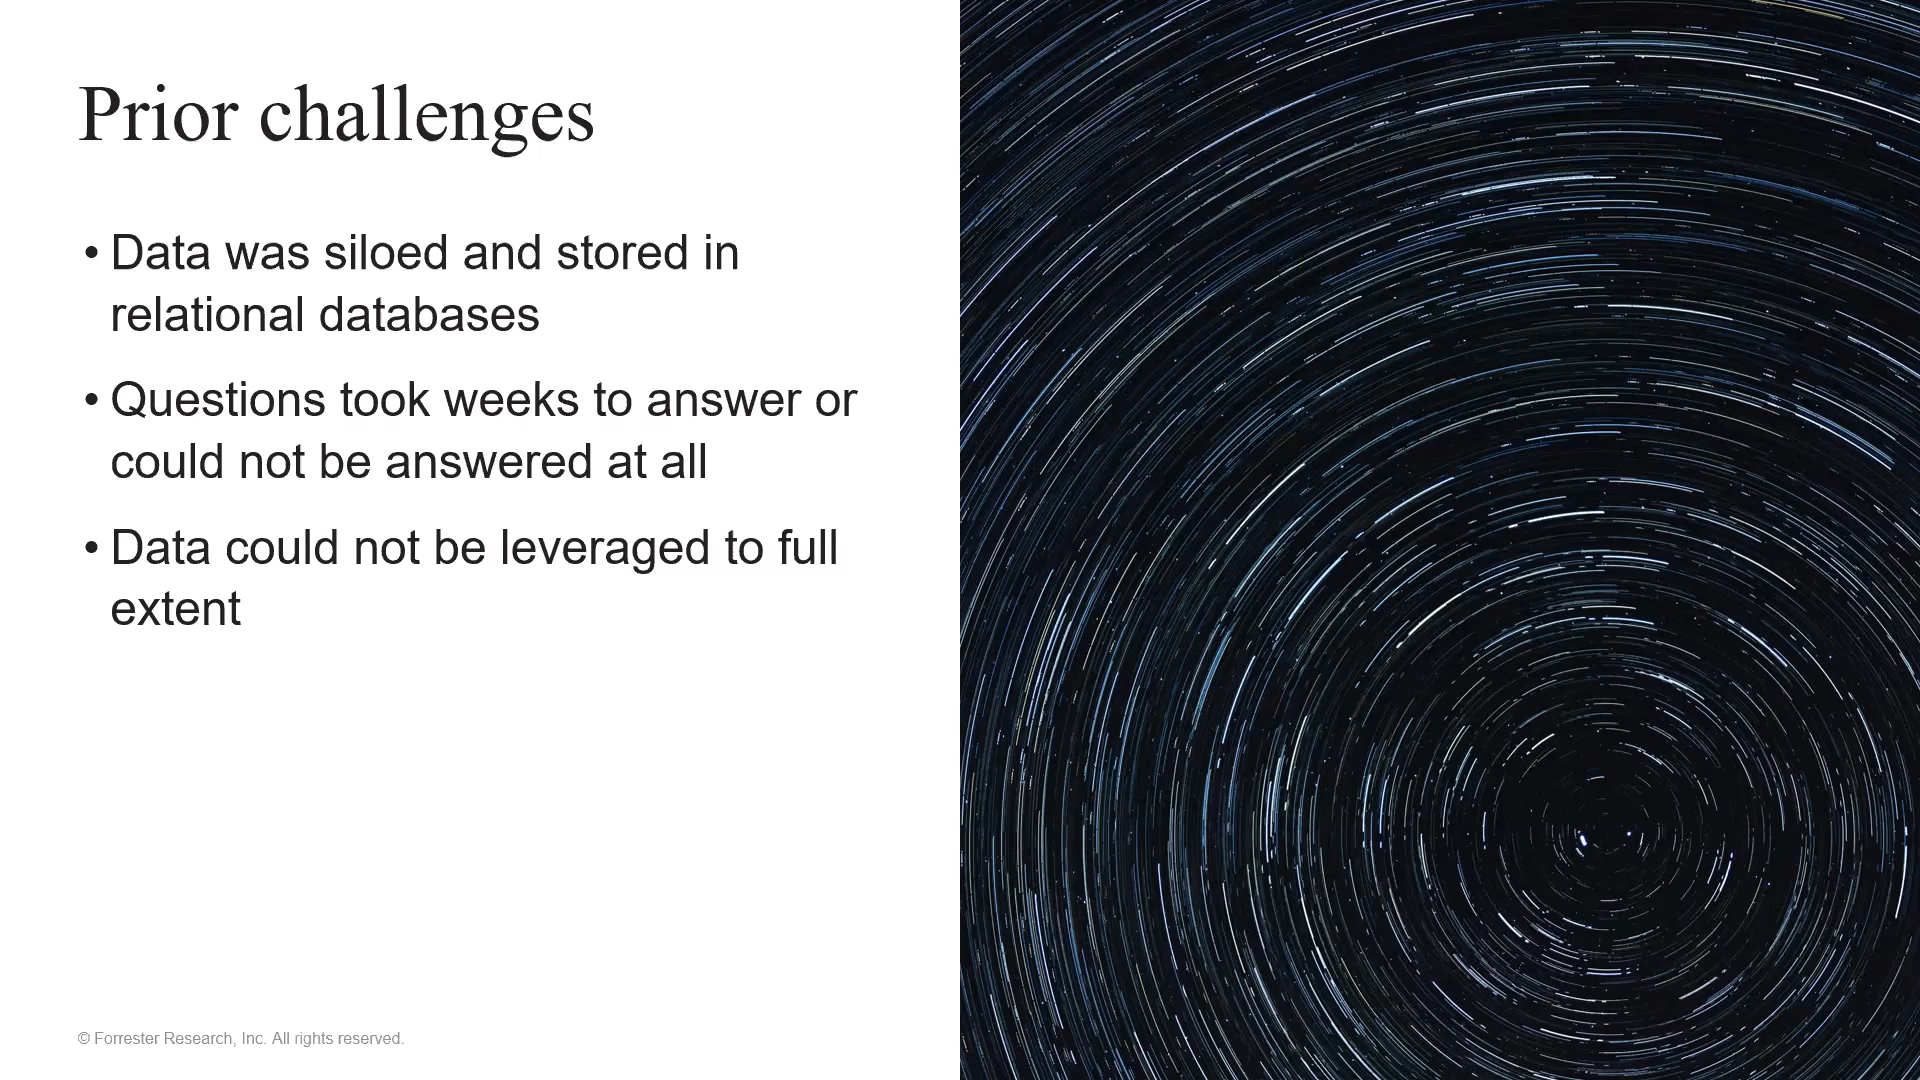 Prior challenges
• Data was siloed and stored in
relational databases
• Questions took weeks to answer or
could not be answered at all
• Data could not be leveraged to full
extent
© Forrester Research, Inc. All rights reserved.